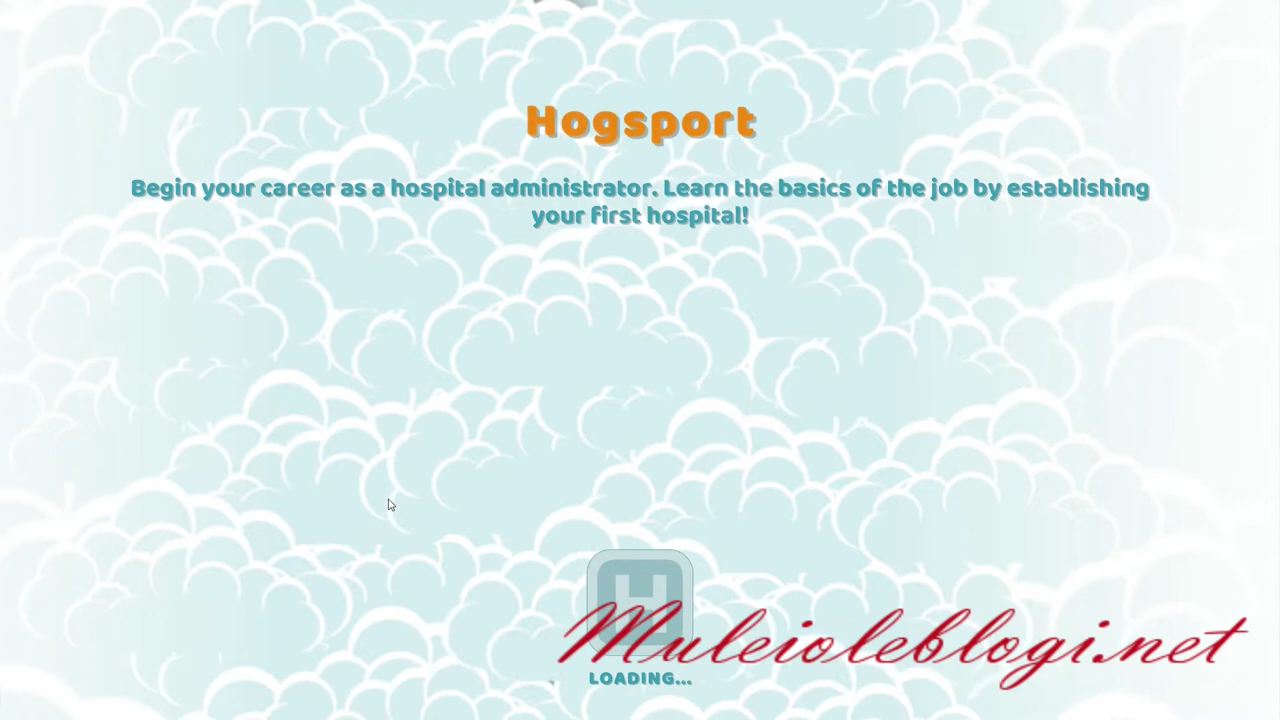 Hogsport
Begin your career as a hospital administrator. Learn the basics of the job by establishing
your first hospital!
H
Muleioleblogi.net
LOADING...